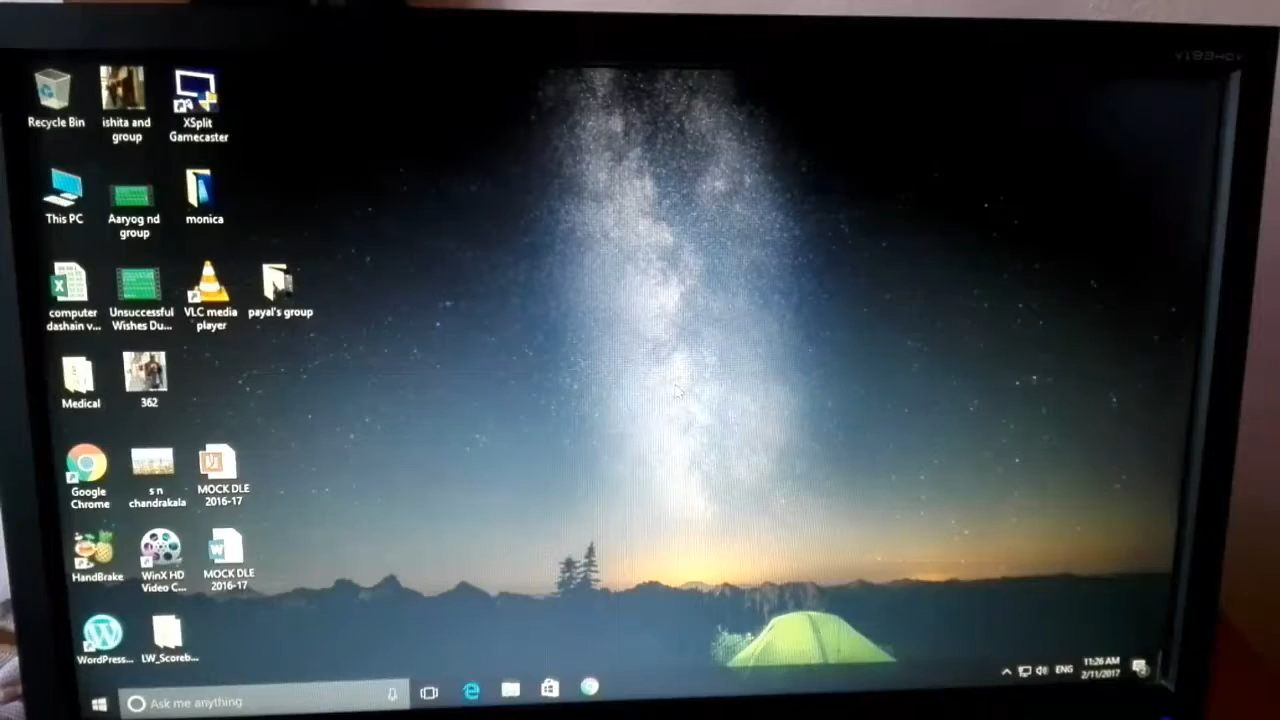 V193HQV
Recycle Bin
ishita and
group
XSplit
Gamecaster
This PC
Aaryog nd
group
monica
computer
dashain v...
Unsuccessful
Wishes Du...
VLC media
player
payal's group
Medical
362
Google
Chrome
s n
chandrakala
MOCK DLE
2016-17
HandBrake
WinX HD
Video C...
MOCK DLE
2016-17
WordPress...
LW_Scoreb...
Ask me anything
ENG
11:26 AM
2/11/2017